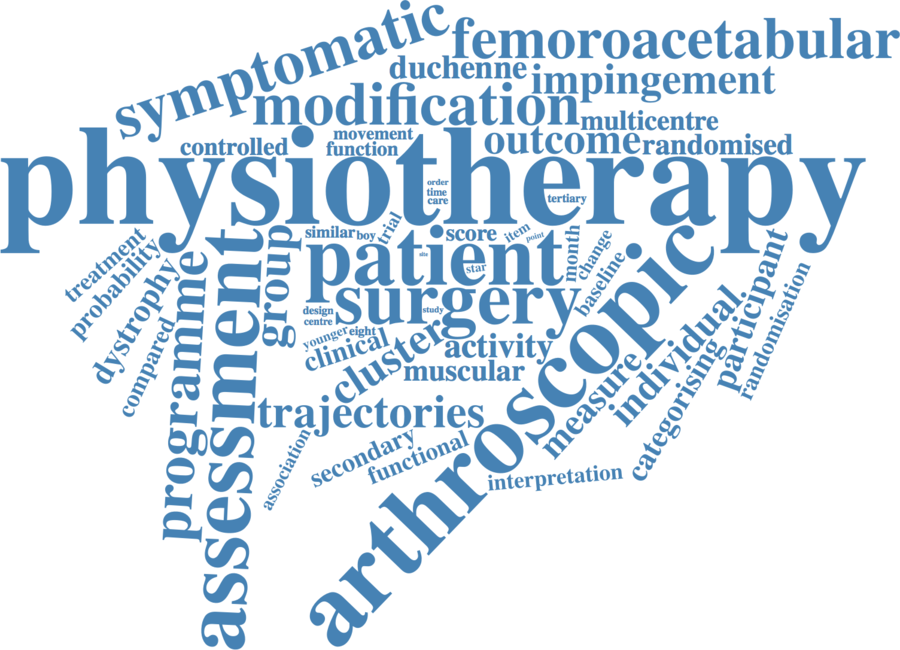 symptomatic
femoroacetabular
duchenne
impingement
modification
multicentre
movement
outcome
randomised
controlled
function
physiotherapy
order
time
care
tertiary
trial
similar
boy
score
item
point
month
change
patient
site
star
treatment
probability
dystrophy
compared
programme
assessment
group
baseline
surgery
design
centre
study
younger
eight
clinical
cluster
activity
muscular
arthroscopic
measure
individual
categorising
participant
randomisation
trajectories
association
secondary
functional
interpretation